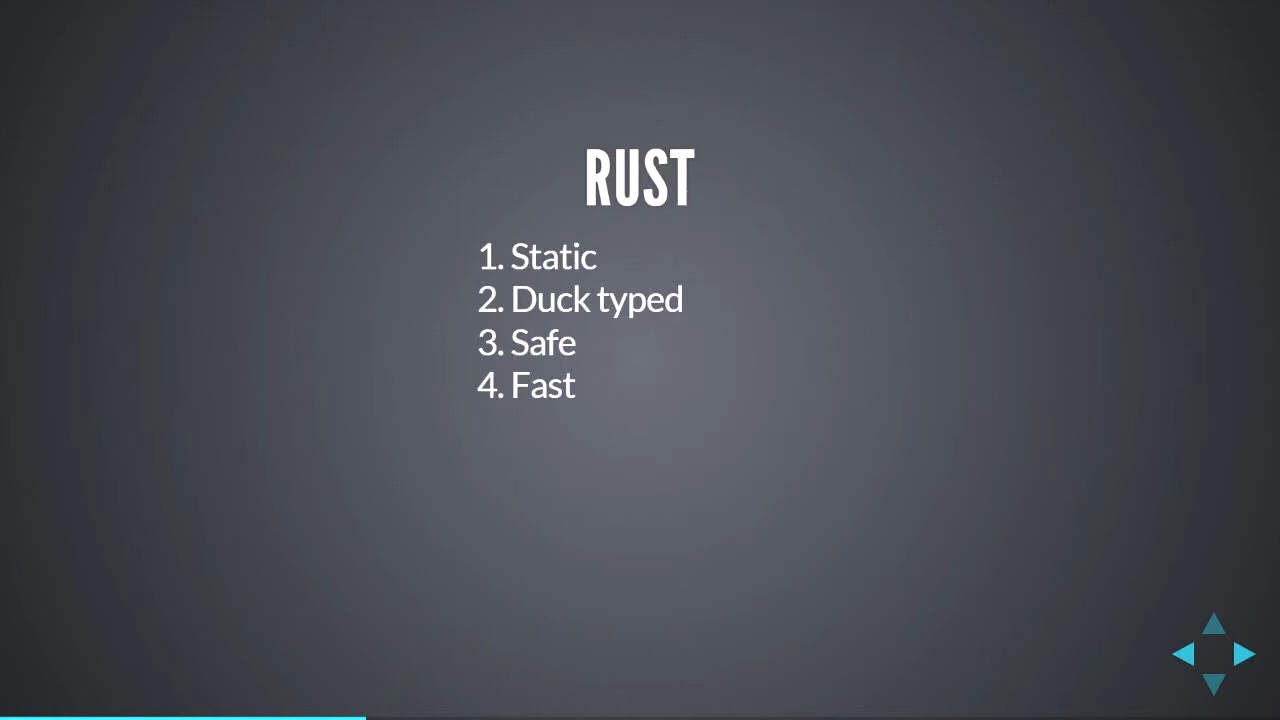 RUST
1. Static
2. Duck typed
3. Safe
4. Fast